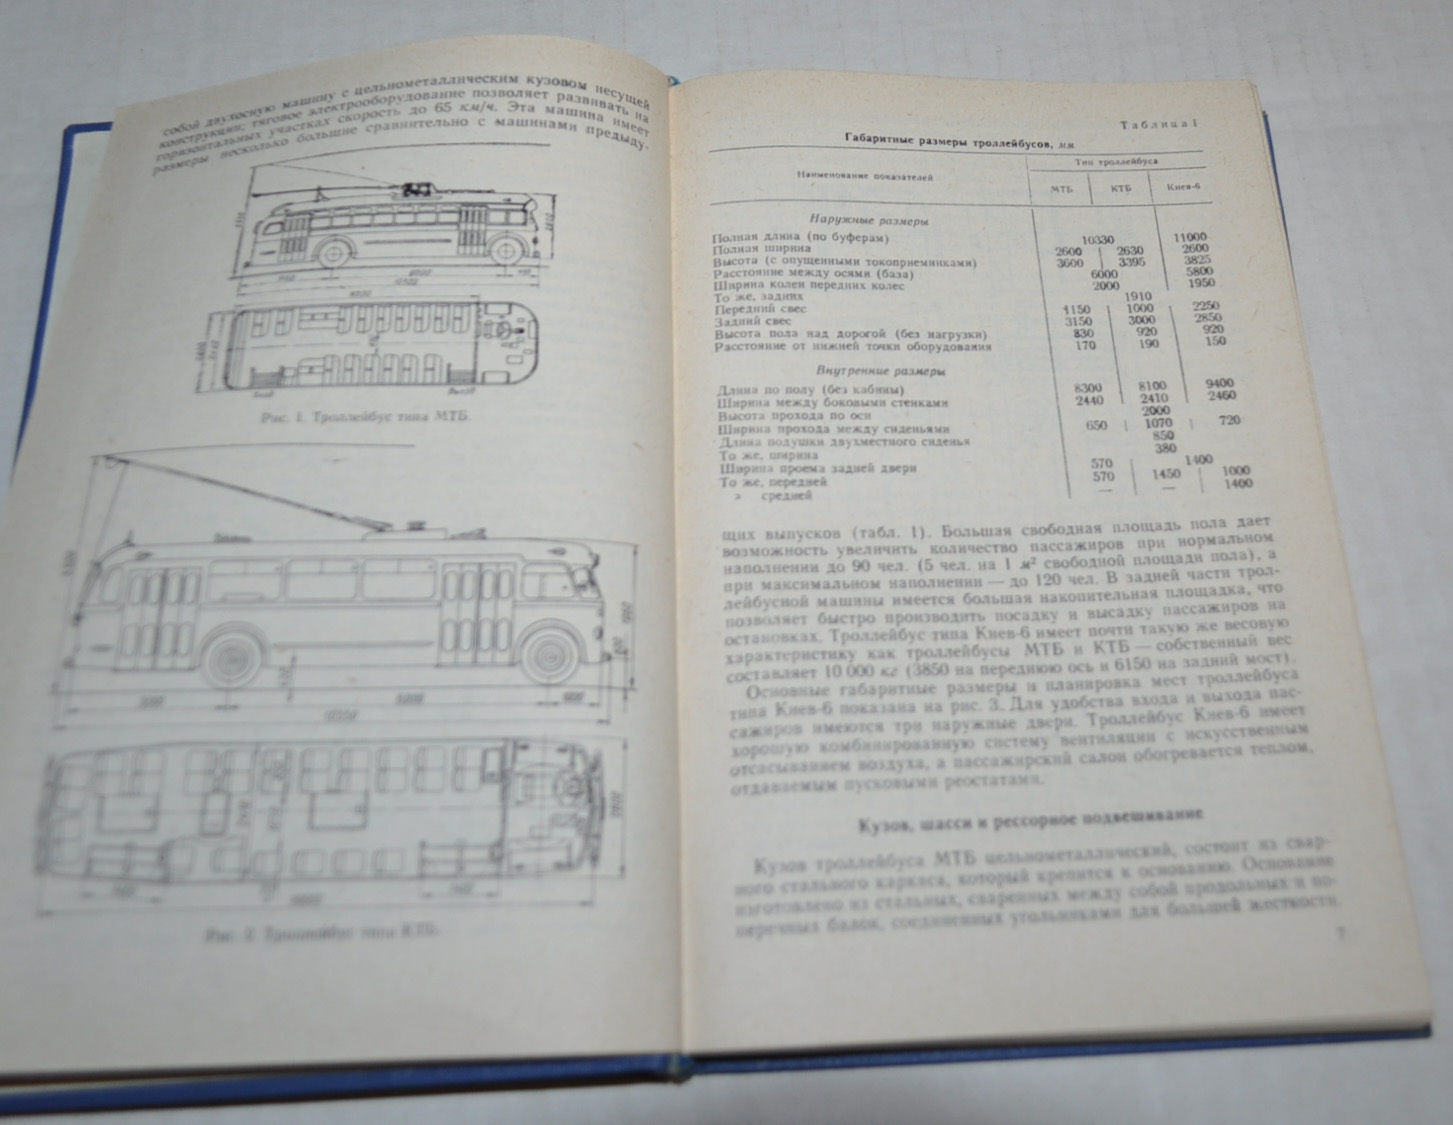 собой двухосную машину с цельнометаллическим кузовом несущей
конструкции; тяговое электрооборудование позволяет развивать на
горизонтальных участках скорость до 65 км/ч. Эта машина имеет
размеры несколько большие сравнительно с машинами предыду-
Рис. 1. Троллейбус типа МТБ.
Рис. 2. Троллейбус типа КТБ.
Таблица 1
Габаритные размеры троллейбусов, мм
Наименование показателей
Тип троллейбуса
МТБ КТБ Киев-6
Наружные размеры
Полная длина (по буферам) 10330 11000
Полная ширина 2600 2630 2600
Высота (с опущенными токоприемниками) 3600 3395 3825
Расстояние между осями (база) 6000 5800
Ширина колеи передних колес 2000 1950
То же, задних 1910
Передний свес 1150 1000 2250
Задний свес 3150 3000 2850
Высота пола над дорогой (без нагрузки) 830 920 920
Расстояние от нижней точки оборудования 170 190 150
Внутренние размеры
Длина по полу (без кабины) 8300 8100 9400
Ширина между боковыми стенками 2440 2410 2460
Высота прохода по оси 2000
Ширина прохода между сиденьями 650 1070 720
Длина подушки двухместного сиденья 850
То же, ширина 380
Ширина проема задней двери 570 1400
То же, передней 570 1450 1000
» средней — — 1400
щих выпусков (табл. 1). Большая свободная площадь пола дает
возможность увеличить количество пассажиров при нормальном
наполнении до 90 чел. (5 чел. на 1 м² свободной площади пола), а
при максимальном наполнении — до 120 чел. В задней части трол-
лейбусной машины имеется большая накопительная площадка, что
позволяет быстро производить посадку и высадку пассажиров на
остановках. Троллейбус типа Киев-6 имеет почти такую же весовую
характеристику как троллейбусы МТБ и КТБ — собственный вес
составляет 10 000 кг (3850 на переднюю ось и 6150 на задний мост).
Основные габаритные размеры и планировка мест троллейбуса
типа Киев-6 показана на рис. 3. Для удобства входа и выхода пас-
сажиров имеются три наружные двери. Троллейбус Киев-6 имеет
хорошую комбинированную систему вентиляции с искусственным
отсасыванием воздуха, а пассажирский салон обогревается теплом,
отдаваемым пусковыми реостатами.
Кузов, шасси и рессорное подвешивание
Кузов троллейбуса МТБ цельнометаллический, состоит из свар-
ного стального каркаса, который крепится к основанию. Основание
изготовлено из стальных, сваренных между собой продольных и по-
перечных балок, соединенных угольниками для большей жесткости.
7